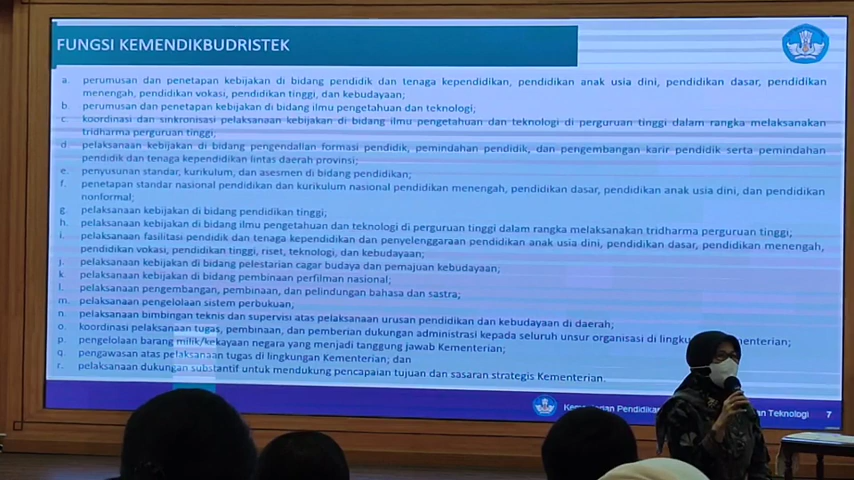 FUNGSI KEMENDIKBUDRISTEK
a. perumusan dan penetapan kebijakan di bidang pendidik dan tenaga kependidikan, pendidikan anak usia dini, pendidikan dasar, pendidikan
menengah, pendidikan vokasi, pendidikan tinggi, dan kebudayaan;
b. perumusan dan penetapan kebijakan di bidang ilmu pengetahuan dan teknologi;
c. koordinasi dan sinkronisasi pelaksanaan kebijakan di bidang ilmu pengetahuan dan teknologi di perguruan tinggi dalam rangka melaksanakan
tridharma perguruan tinggi;
d. pelaksanaan kebijakan di bidang pengendalian formasi pendidik, pemindahan pendidik, dan pengembangan karir pendidik serta pemindahan
pendidik dan tenaga kependidikan lintas daerah provinsi;
e. penyusunan standar, kurikulum, dan asesmen di bidang pendidikan;
f. penetapan standar nasional pendidikan dan kurikulum nasional pendidikan menengah, pendidikan dasar, pendidikan anak usia dini, dan pendidikan
nonformal;
g. pelaksanaan kebijakan di bidang pendidikan tinggi;
h. pelaksanaan kebijakan di bidang ilmu pengetahuan dan teknologi di perguruan tinggi dalam rangka melaksanakan tridharma perguruan tinggi;
i. pelaksanaan fasilitasi pendidik dan tenaga kependidikan dan penyelenggaraan pendidikan anak usia dini, pendidikan dasar, pendidikan menengah,
pendidikan vokasi, pendidikan tinggi, riset, teknologi, dan kebudayaan;
j. pelaksanaan kebijakan di bidang pelestarian cagar budaya dan pemajuan kebudayaan;
k. pelaksanaan kebijakan di bidang pembinaan perfilman nasional;
l. pelaksanaan pengembangan, pembinaan, dan pelindungan bahasa dan sastra;
m. pelaksanaan pengelolaan sistem perbukuan;
n. pelaksanaan bimbingan teknis dan supervisi atas pelaksanaan urusan pendidikan dan kebudayaan di daerah;
o. koordinasi pelaksanaan tugas, pembinaan, dan pemberian dukungan administrasi kepada seluruh unsur organisasi di lingku enterian;
p. pengelolaan barang milik/kekayaan negara yang menjadi tanggung jawab Kementerian;
q. pengawasan atas pelaksanaan tugas di lingkungan Kementerian; dan
r. pelaksanaan dukungan substantif untuk mendukung pencapaian tujuan dan sasaran strategis Kementerian.
Pendidika an Teknologi 7